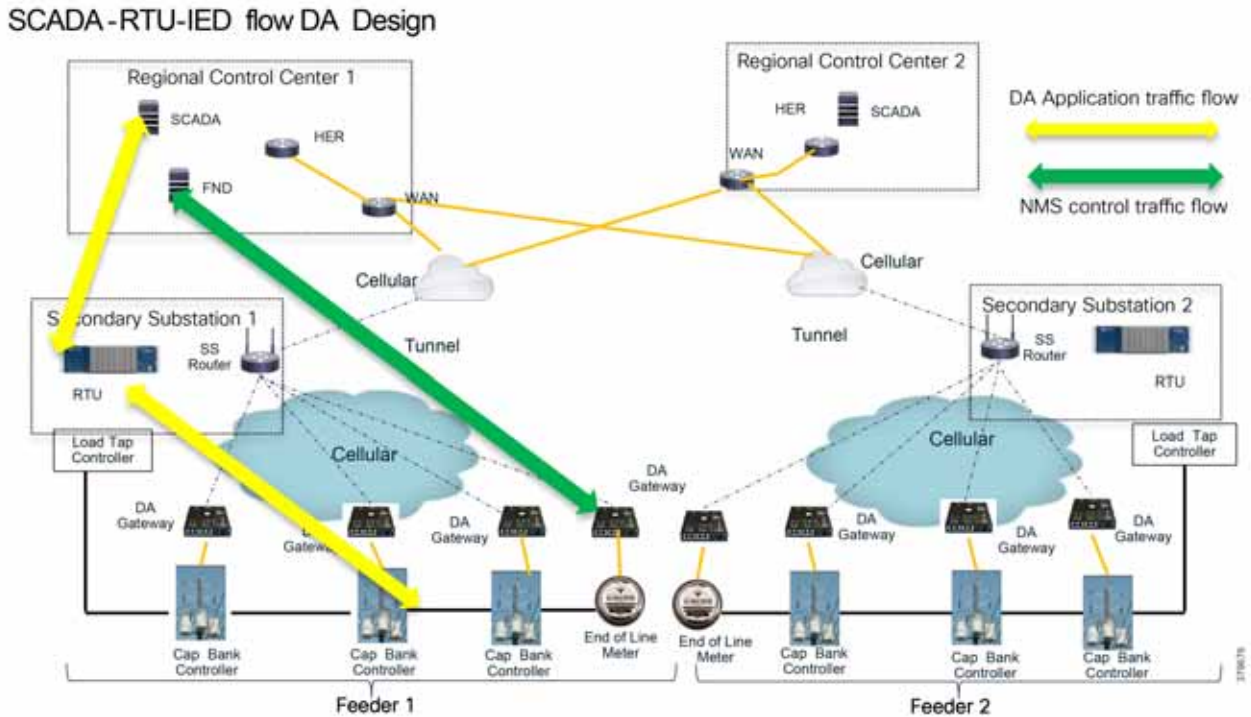 SCADA-RTU-IED flow DA Design
Regional Control Center 1
SCADA
HER
FND
WAN
Regional Control Center 2
HER
SCADA
WAN
DA Application traffic flow
NMS control traffic flow
Cellular
Cellular
Secondary Substation 1
SS
Router
RTU
Tunnel
Tunnel
Secondary Substation 2
SS
Router
RTU
Load Tap
Controller
Load Tap
Controller
Cellular
Cellular
DA
Gateway
DA
Gateway
DA
Gateway
DA
Gateway
DA
Gateway
DA
Gateway
DA
Gateway
Cap Bank
Controller
Cap Bank
Controller
Cap Bank
Controller
End of Line
Meter
End of Line
Meter
Cap Bank
Controller
Cap Bank
Controller
Cap Bank
Controller
Feeder 1
Feeder 2